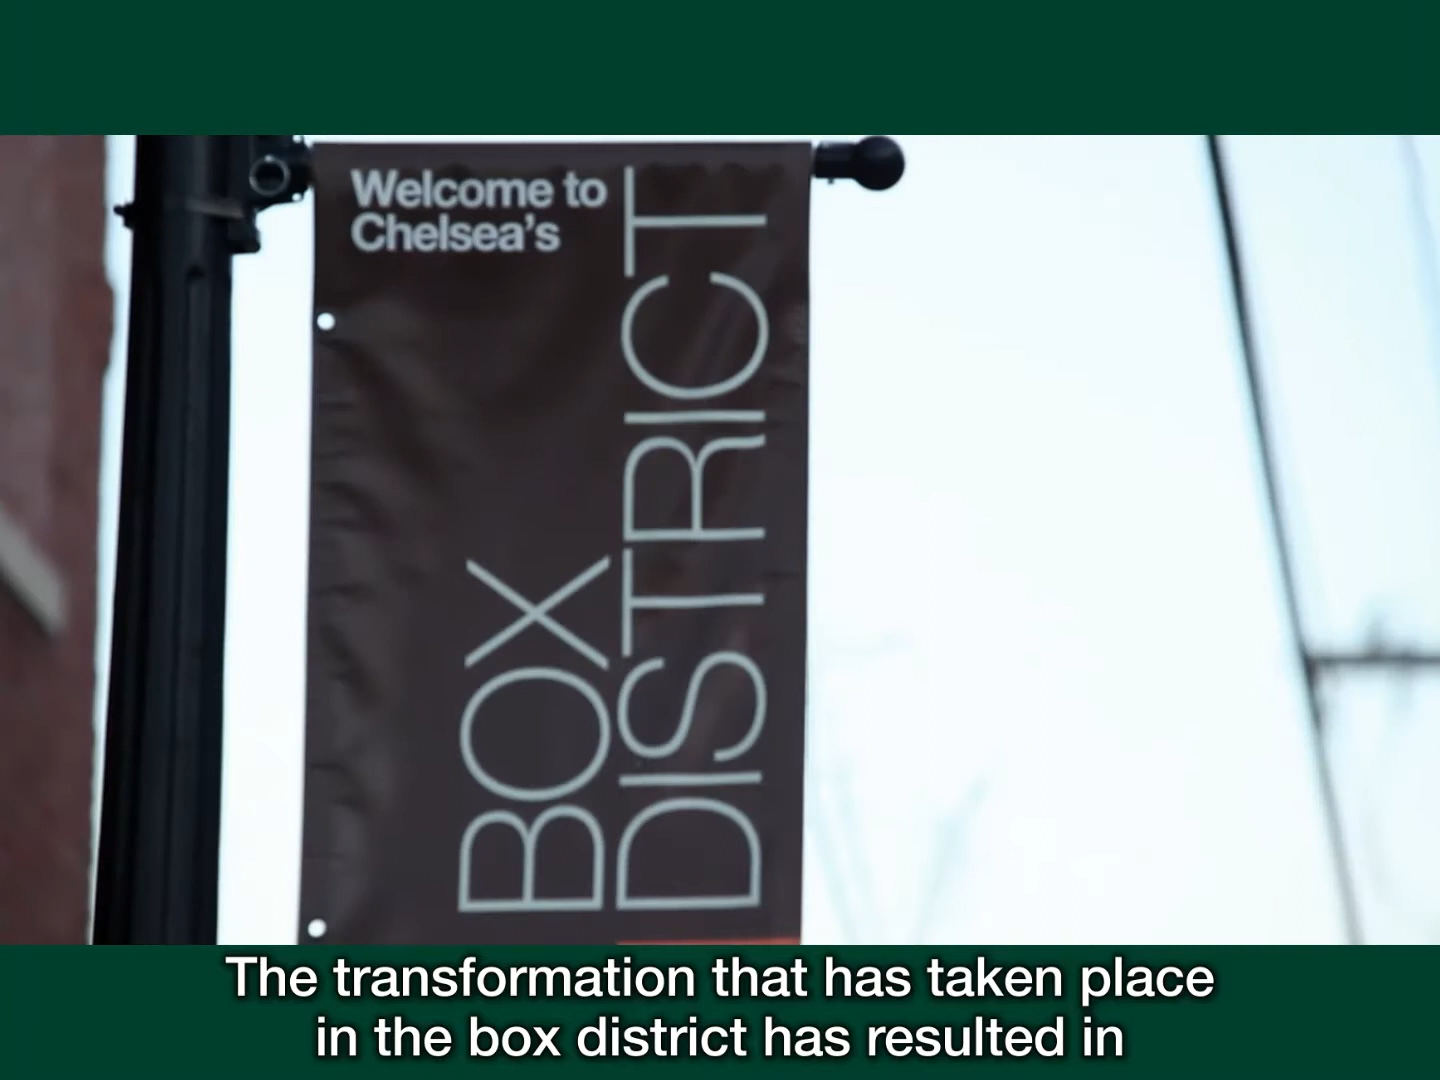 Welcome to
Chelsea's
BOX
DISTRICT
The transformation that has taken place
in the box district has resulted in